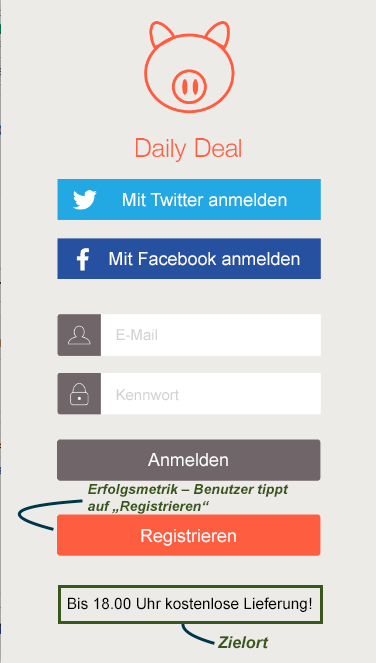 Daily Deal
Mit Twitter anmelden
Mit Facebook anmelden
E-Mail
Kennwort
Anmelden
Erfolgsmetrik – Benutzer tippt
auf „Registrieren“
Registrieren
Bis 18.00 Uhr kostenlose Lieferung!
Zielort